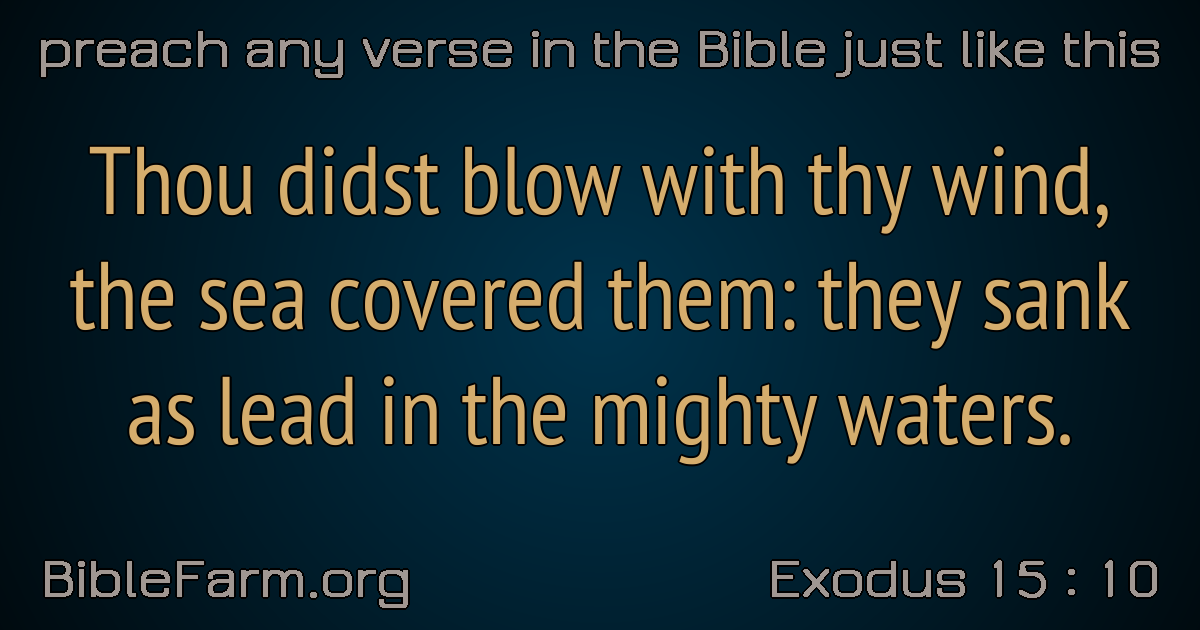 preach any verse in the Bible just like this
Thou didst blow with thy wind,
the sea covered them: they sank
as lead in the mighty waters.
BibleFarm.org
Exodus 15 : 10